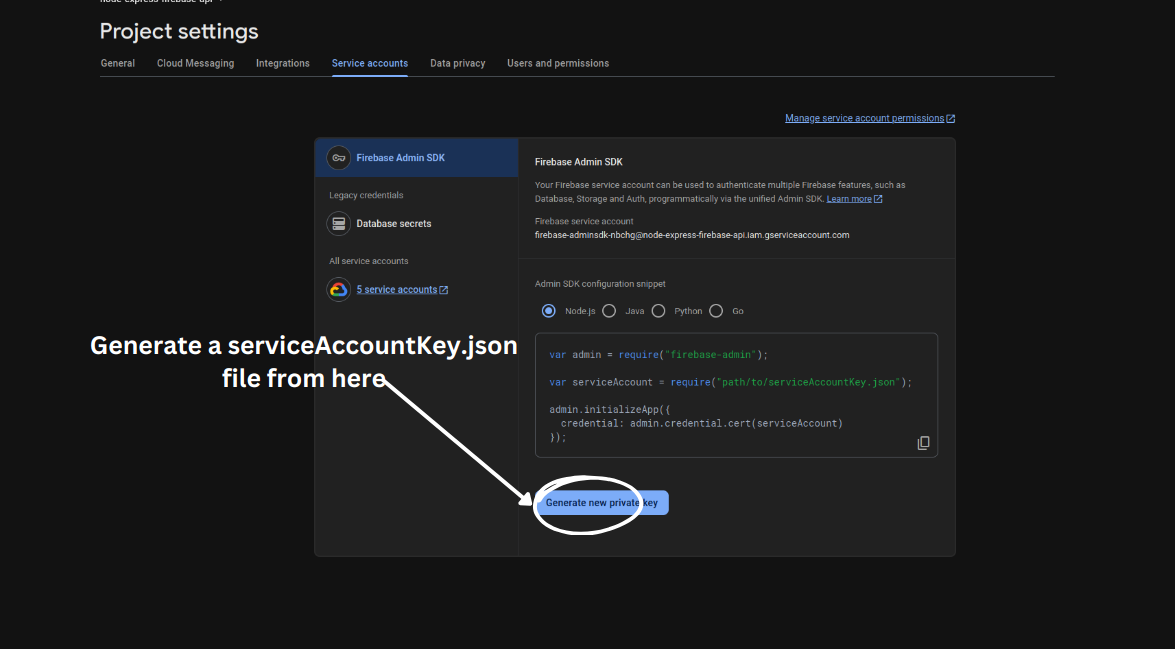 node-express-firebase-api
Project settings
General Cloud Messaging Integrations Service accounts Data privacy Users and permissions
Manage service account permissions
Firebase Admin SDK
Legacy credentials
Database secrets
All service accounts
5 service accounts
Firebase Admin SDK
Your Firebase service account can be used to authenticate multiple Firebase features, such as
Database, Storage and Auth, programmatically via the unified Admin SDK. Learn more
Firebase service account
firebase-adminsdk-nbchg@node-express-firebase-api.iam.gserviceaccount.com
Admin SDK configuration snippet
Node.js Java Python Go
var admin = require("firebase-admin");
var serviceAccount = require("path/to/serviceAccountKey.json");
admin.initializeApp({
credential: admin.credential.cert(serviceAccount)
});
Generate new private key
Generate a serviceAccountKey.json
file from here